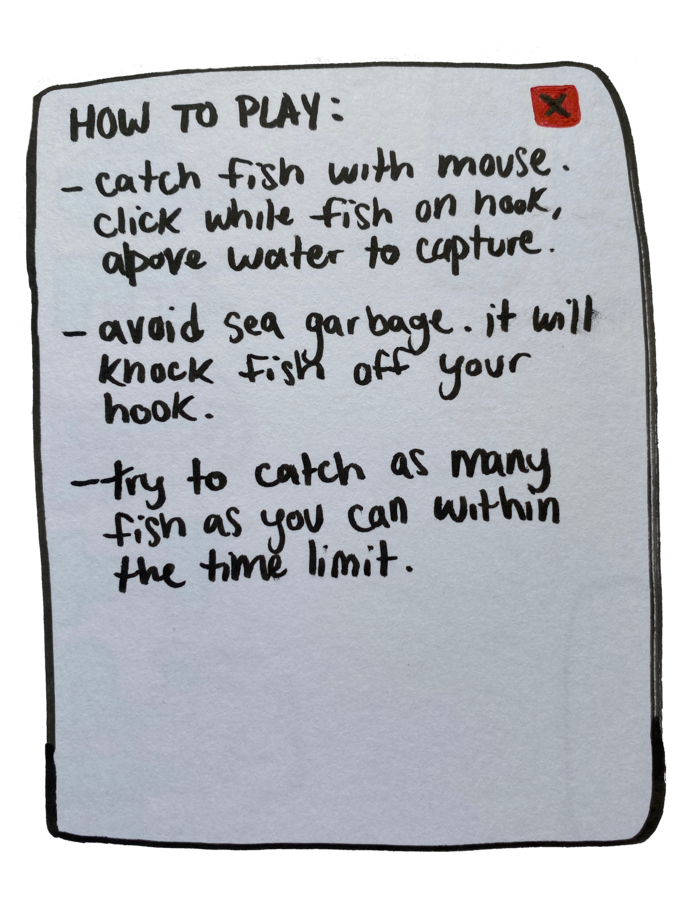 HOW TO PLAY:
X
- catch fish with mouse.
click while fish on hook,
above water to capture.
- avoid sea garbage. it will
knock fish off your
hook.
- try to catch as many
fish as you can within
the time limit.